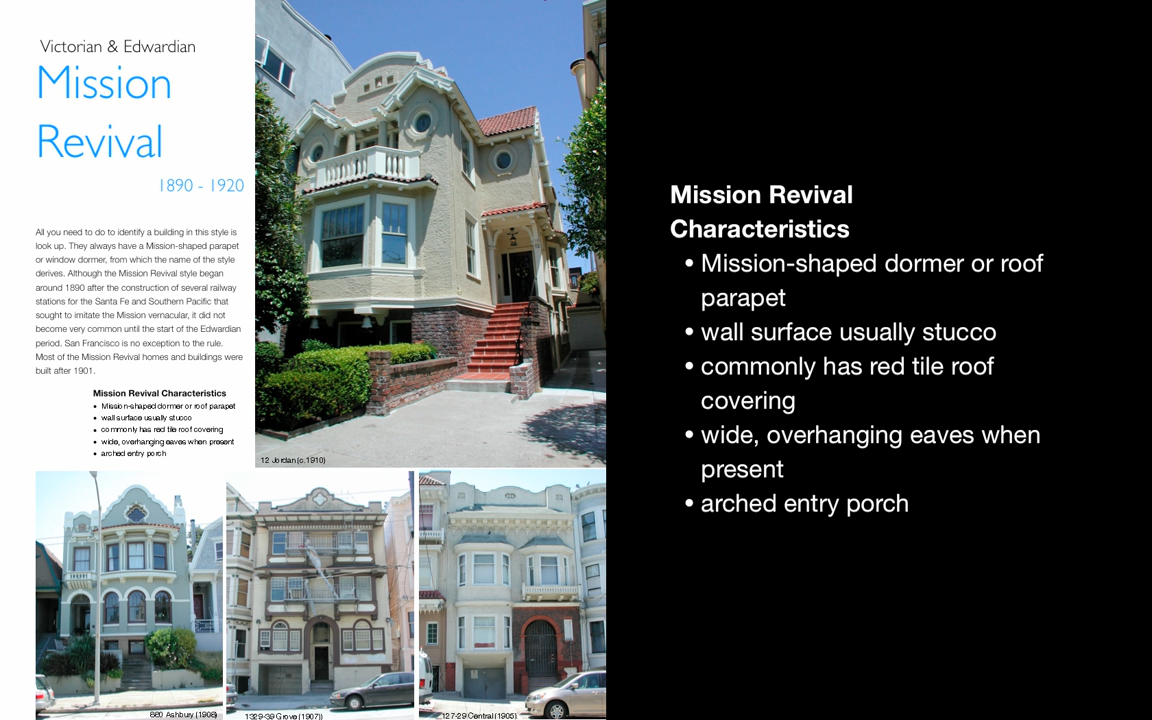 Victorian & Edwardian
Mission
Revival
1890 - 1920
All you need to do to identify a building in this style is
look up. They always have a Mission-shaped parapet
or window dormer, from which the name of the style
derives. Although the Mission Revival style began
around 1890 after the construction of several railway
stations for the Santa Fe and Southern Pacific that
sought to imitate the Mission vernacular, it did not
become very common until the start of the Edwardian
period. San Francisco is no exception to the rule.
Most of the Mission Revival homes and buildings were
built after 1901.
Mission Revival Characteristics
• Mission-shaped dormer or roof parapet
• wall surface usually stucco
• commonly has red tile roof covering
• wide, overhanging eaves when present
• arched entry porch
12 Jordan (c.1910)
660 Ashbury (1908)
1329-39 Grove (1907))
127-29 Central (1905)
Mission Revival
Characteristics
• Mission-shaped dormer or roof
parapet
• wall surface usually stucco
• commonly has red tile roof
covering
• wide, overhanging eaves when
present
• arched entry porch